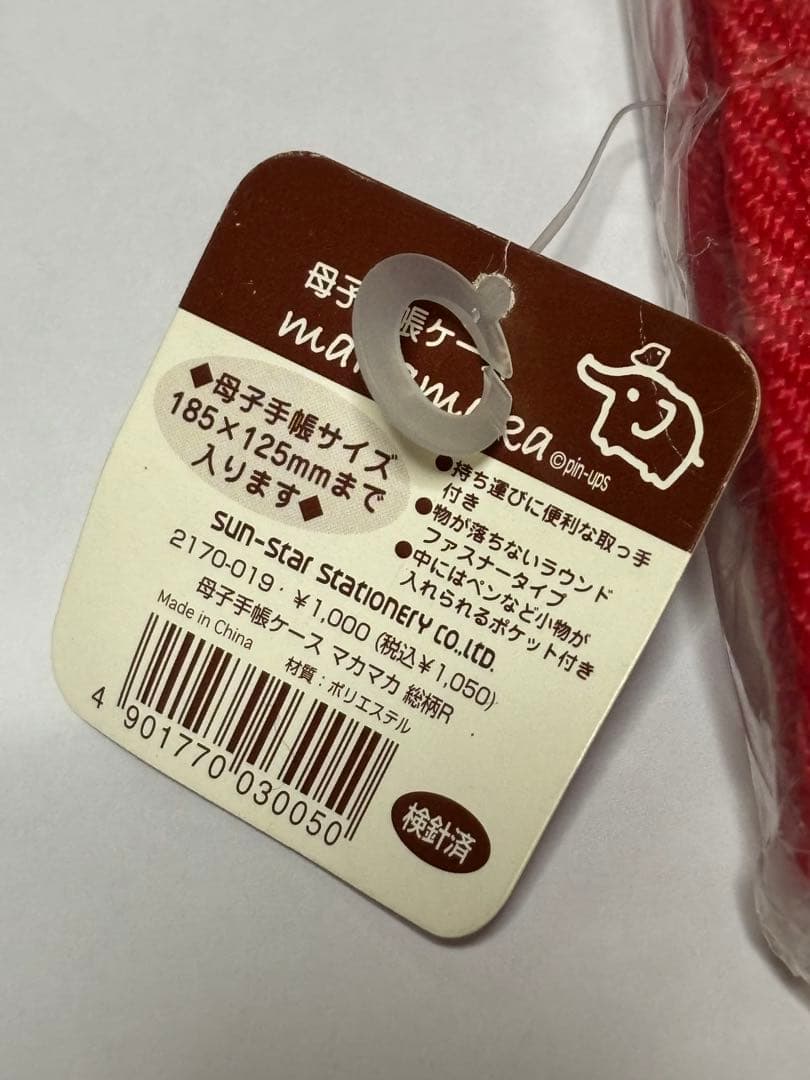 母子 帳ケー
©pin-ups
◆母子手帳サイズ
185×125mmまで
入ります◆
●持ち運びに便利な取っ手
付き
●物が落ちないラウンド
ファスナータイプ
●中にはペンなど小物が
入れられるポケット付き
sun-star stationery co.,ltd.
2170-019・￥1,000 (税込￥1,050)
母子手帳ケース マカマカ 総柄R
Made in China
材質：ポリエステル
4 901770 030050
検針済